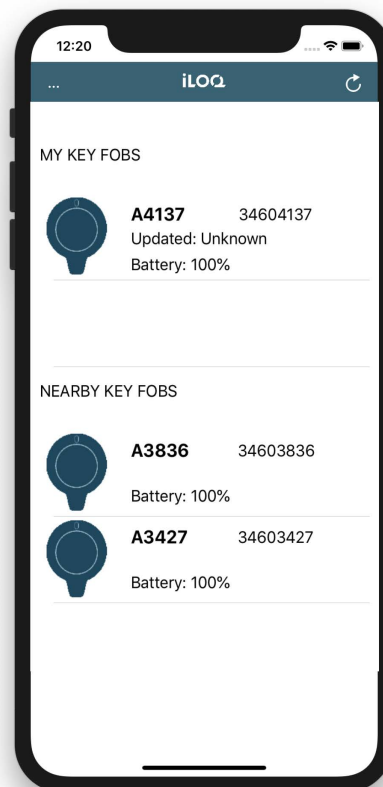 12:20
... iLOQ
MY KEY FOBS
A4137 34604137
Updated: Unknown
Battery: 100%
NEARBY KEY FOBS
A3836 34603836
Battery: 100%
A3427 34603427
Battery: 100%